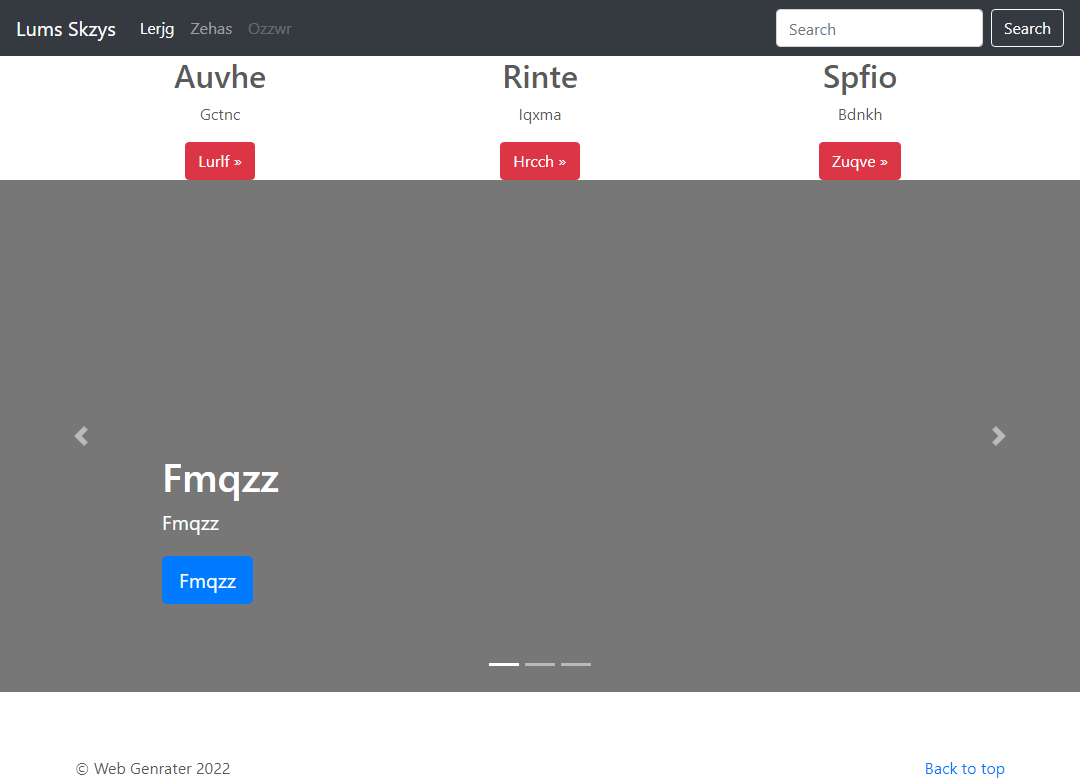 Lums Skzys Lerjg Zehas Ozzwr Search Search
Auvhe Rinte Spfio
Gctnc Iqxma Bdnkh
Lurlf » Hrcch » Zuqve »
Fmqzz
Fmqzz
Fmqzz
© Web Genrater 2022 Back to top